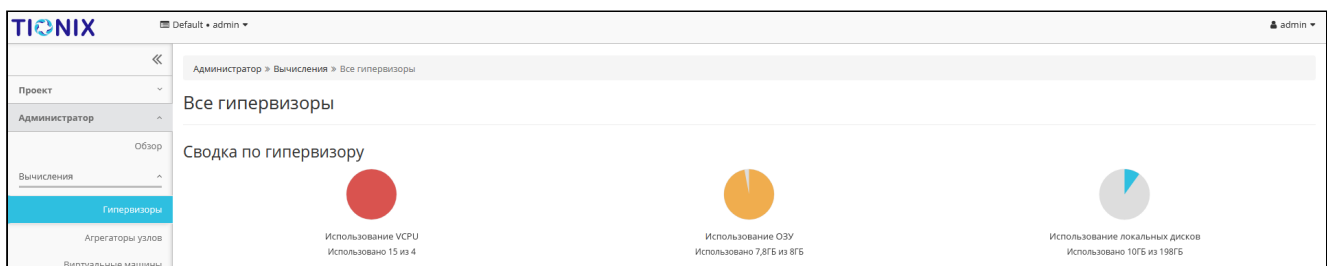 TIONIX
Default • admin
admin
Администратор » Вычисления » Все гипервизоры
Проект
Администратор
Обзор
Вычисления
Гипервизоры
Агрегаторы узлов
Виртуальные машины
Все гипервизоры
Сводка по гипервизору
Использование VCPU
Использовано 15 из 4
Использование ОЗУ
Использовано 7,8ГБ из 8ГБ
Использование локальных дисков
Использовано 10ГБ из 198ГБ